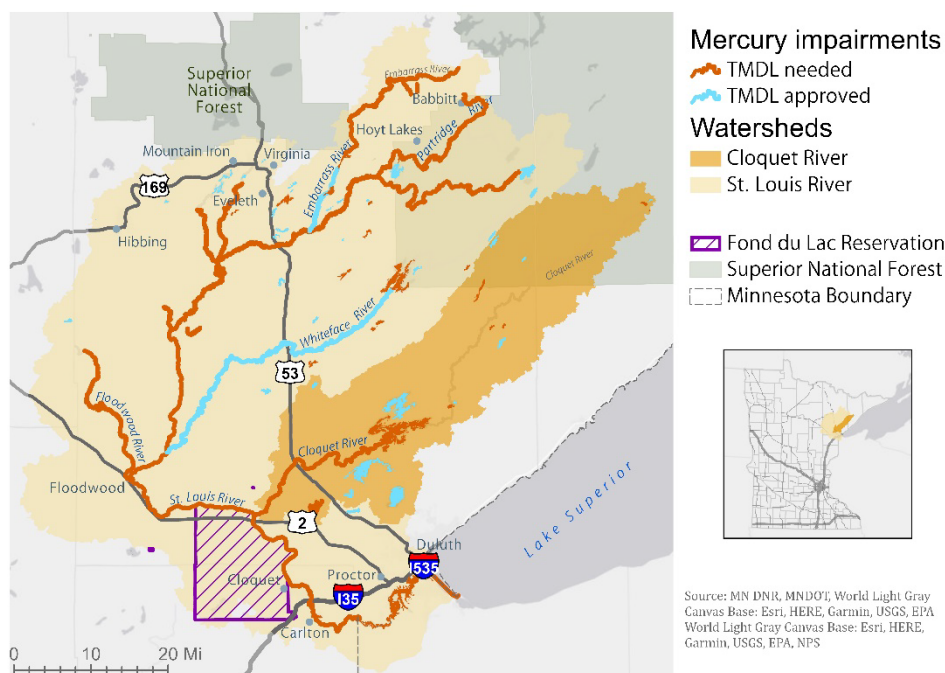 Embarrass River
Superior
National
Forest
Babbitt
Hoyt Lakes
Partridge River
Mountain Iron
Virginia
Embarrass River
169
Eveleth
Hibbing
Cloquet River
Whiteface River
53
Floodwood River
Cloquet River
Floodwood
St. Louis River
2
Lake Superior
Duluth
I535
Proctor
Cloquet
I35
Carlton
0 10 20 Mi
Mercury impairments
TMDL needed
TMDL approved
Watersheds
Cloquet River
St. Louis River
Fond du Lac Reservation
Superior National Forest
Minnesota Boundary
Source: MN DNR, MNDOT, World Light Gray
Canvas Base: Esri, HERE, Garmin, USGS, EPA
World Light Gray Canvas Base: Esri, HERE,
Garmin, USGS, EPA, NPS